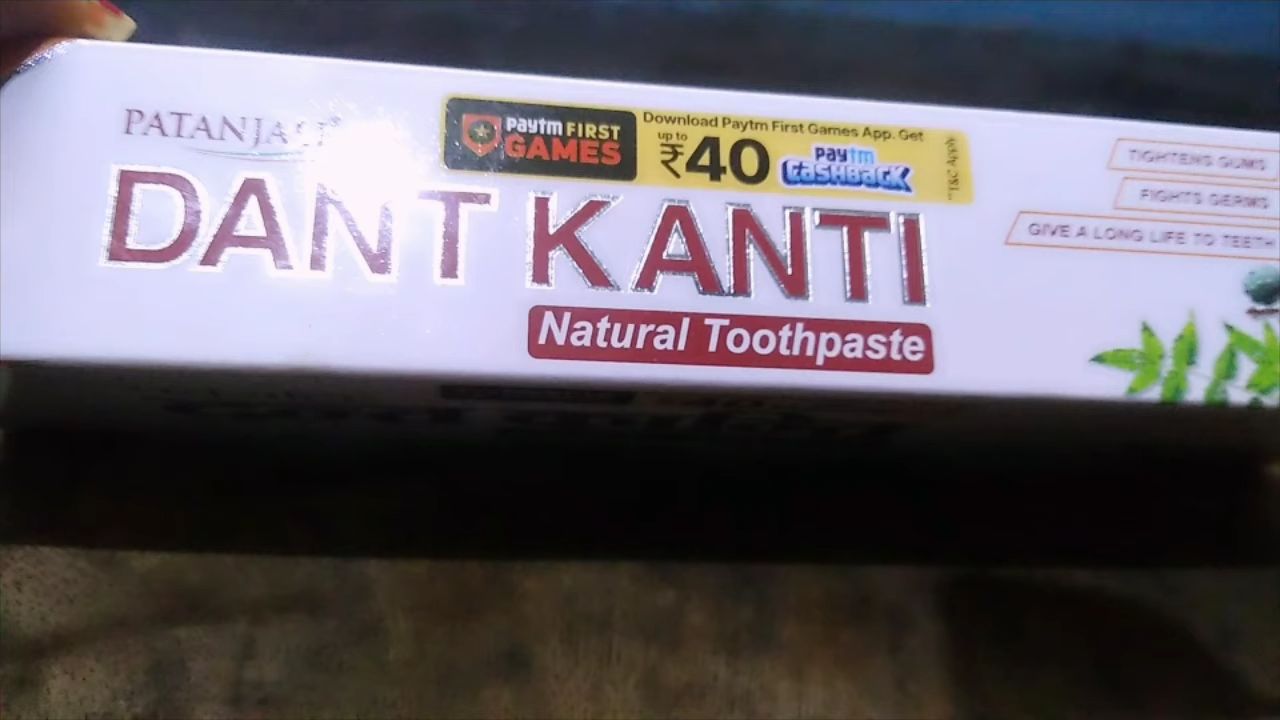 PATANJALI
paytm FIRST
GAMES
Download Paytm First Games App. Get
up to
₹40
paytm
CASHBACK
*T&C Apply
DANT KANTI
Natural Toothpaste
TIGHTENS GUMS
FIGHTS GERMS
GIVE A LONG LIFE TO TEETH